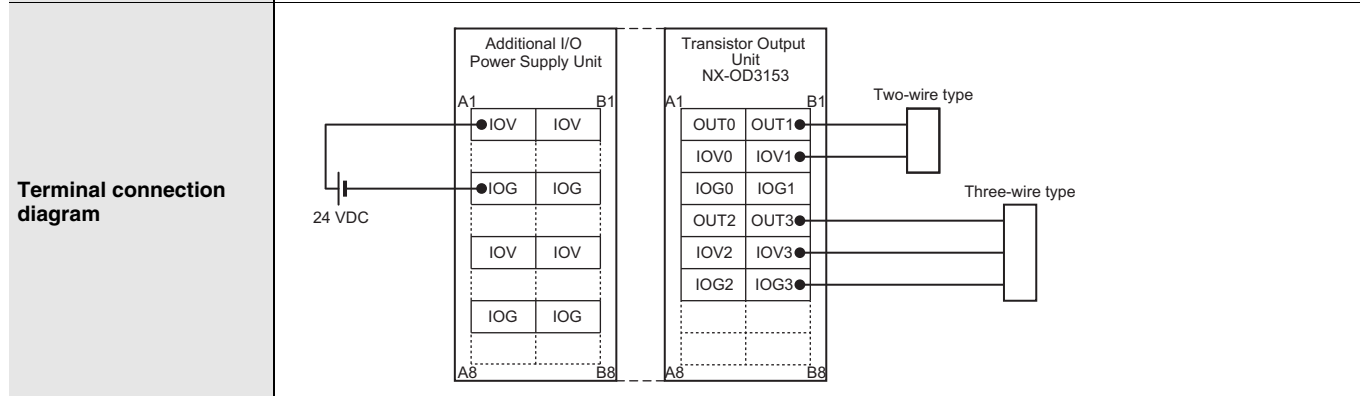 Terminal connection
diagram
Additional I/O
Power Supply Unit
A1 B1
IOV IOV
IOG IOG
IOV IOV
IOG IOG
A8 B8
24 VDC
Transistor Output
Unit
NX-OD3153
A1 B1
OUT0 OUT1
IOV0 IOV1
IOG0 IOG1
OUT2 OUT3
IOV2 IOV3
IOG2 IOG3
A8 B8
Two-wire type
Three-wire type